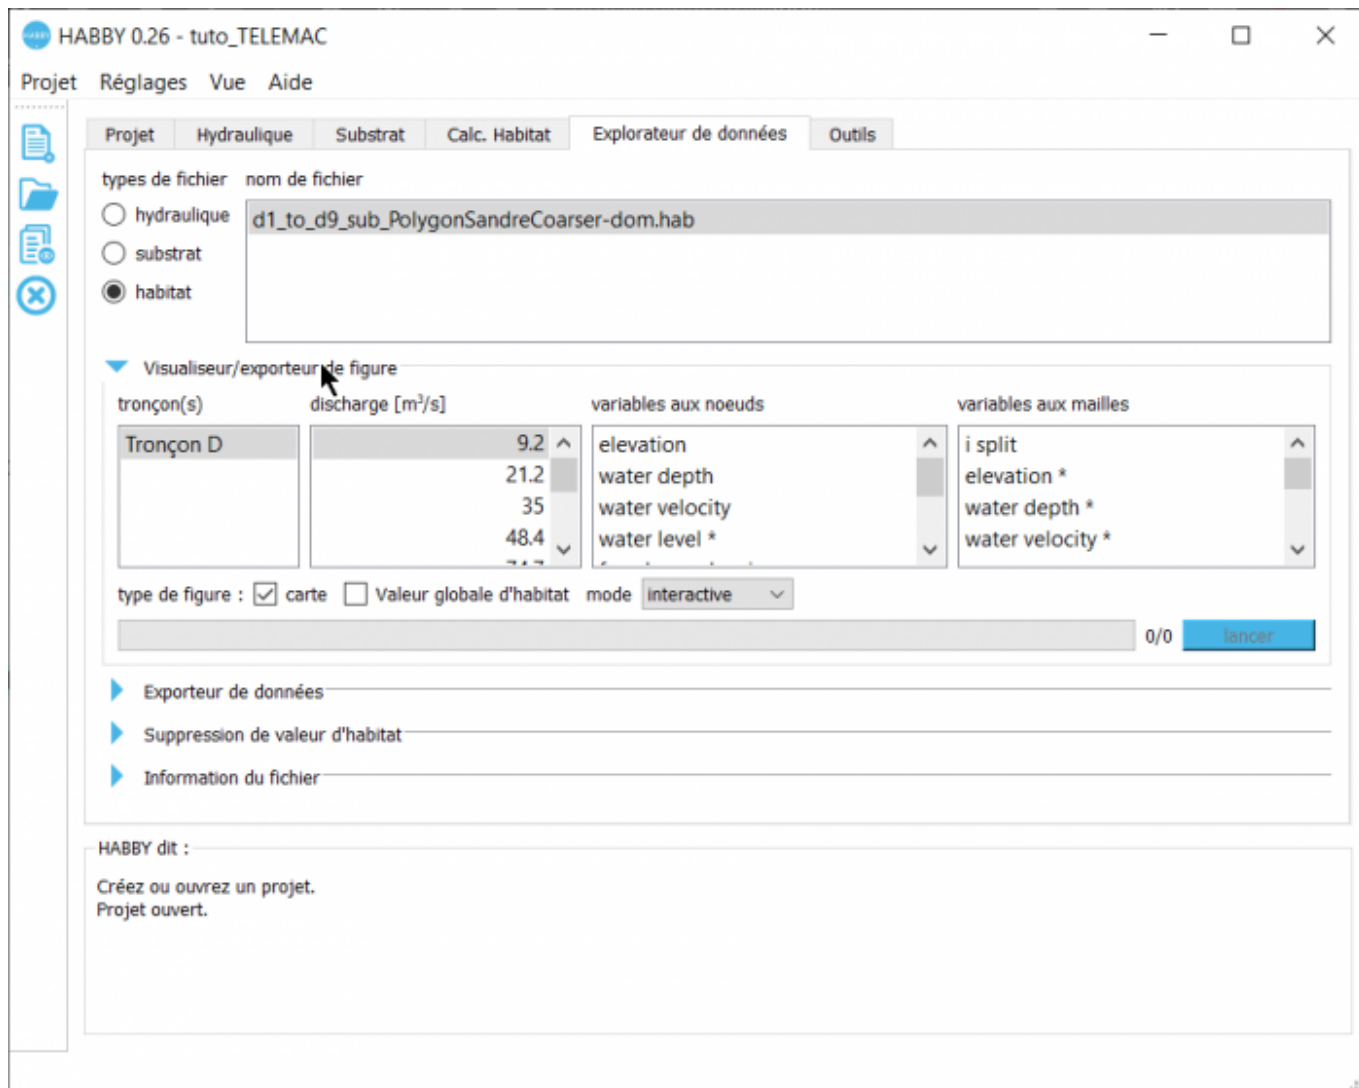 HABBY 0.26 - tuto_TELEMAC
Projet Réglages Vue Aide
Projet Hydraulique Substrat Calc. Habitat Explorateur de données Outils
types de fichier nom de fichier
hydraulique
substrat
habitat
d1_to_d9_sub_PolygonSandreCoarser-dom.hab
Visualiseur/exporteur de figure
tronçon(s) discharge [m³/s] variables aux noeuds variables aux mailles
Tronçon D
9.2
21.2
35
48.4
elevation
water depth
water velocity
water level *
i split
elevation *
water depth *
water velocity *
type de figure : carte Valeur globale d'habitat mode interactive
0/0 lancer
Exporteur de données
Suppression de valeur d'habitat
Information du fichier
HABBY dit :
Créez ou ouvrez un projet.
Projet ouvert.